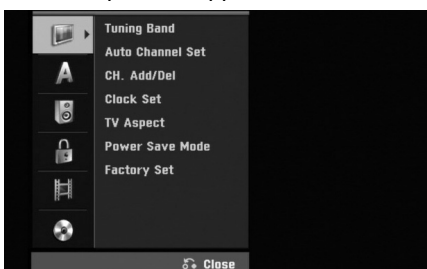 Tuning Band
Auto Channel Set
A
CH. Add/Del
Clock Set
TV Aspect
Power Save Mode
Factory Set
Close